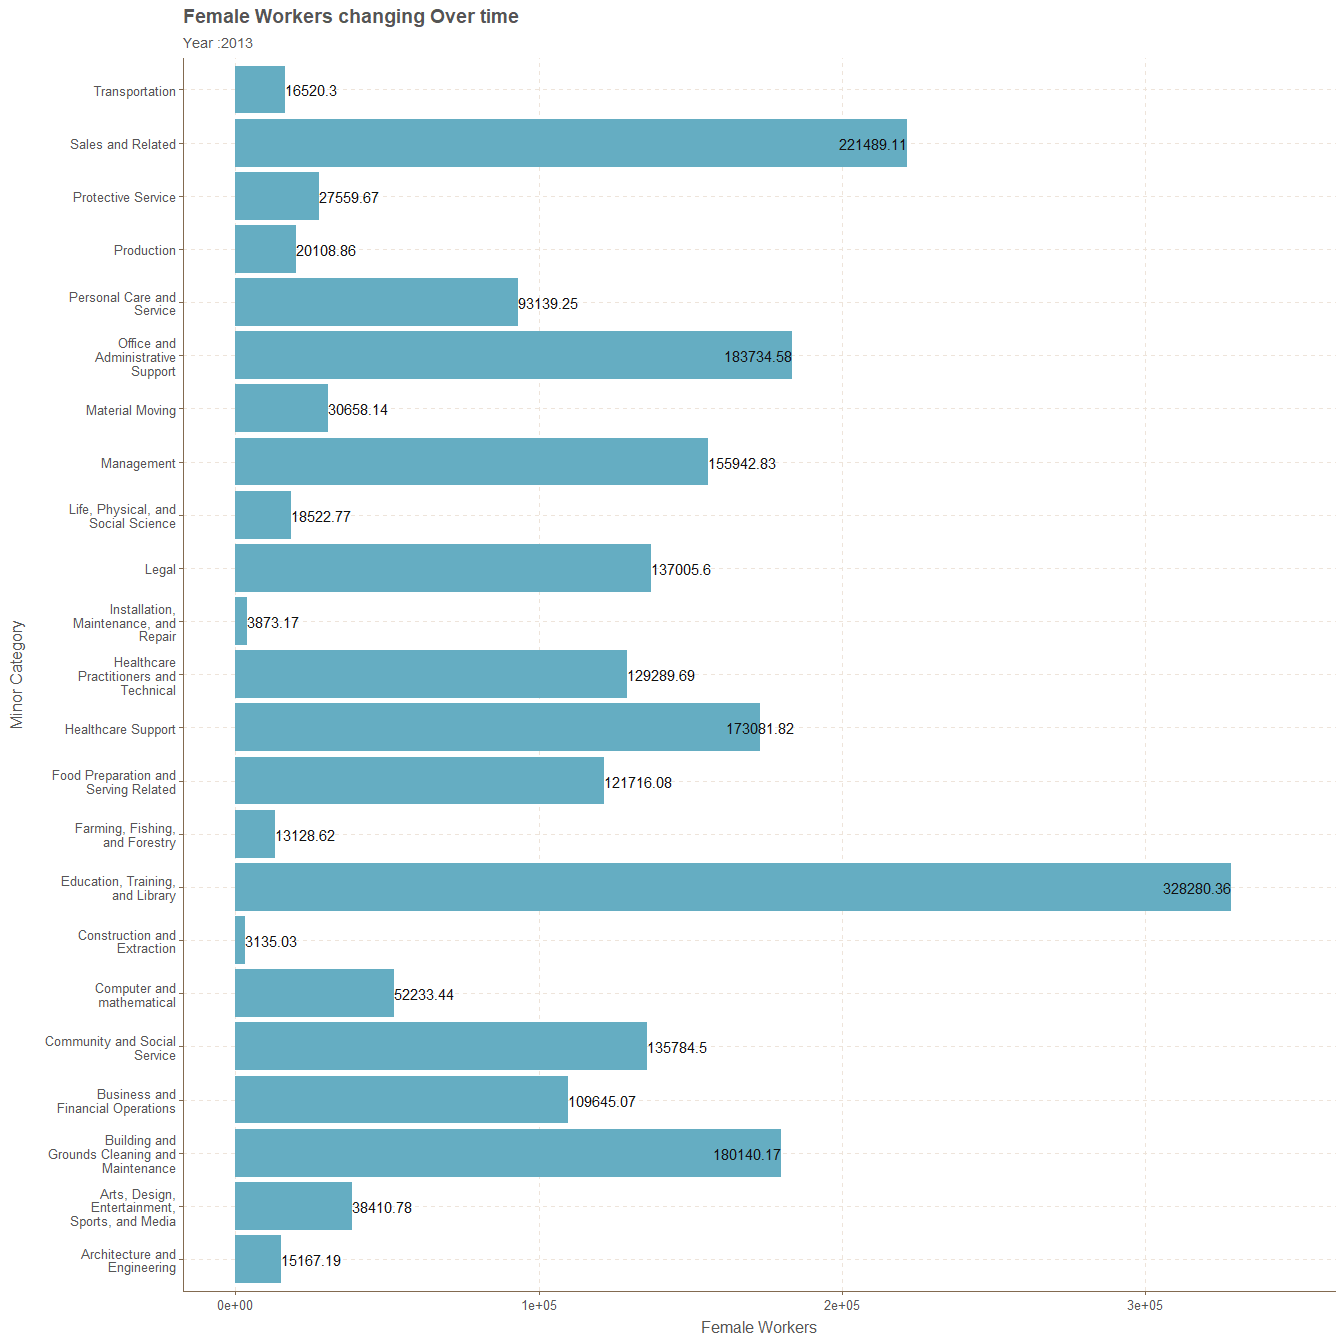 Female Workers changing Over time
Year :2013
Transportation
16520.3
Sales and Related
221489.11
Protective Service
27559.67
Production
20108.86
Personal Care and
Service
93139.25
Office and
Administrative
Support
183734.58
Material Moving
30658.14
Management
155942.83
Life, Physical, and
Social Science
18522.77
Legal
137005.6
Installation,
Maintenance, and
Repair
3873.17
Healthcare
Practitioners and
Technical
129289.69
Healthcare Support
173081.82
Food Preparation and
Serving Related
121716.08
Farming, Fishing,
and Forestry
13128.62
Education, Training,
and Library
328280.36
Construction and
Extraction
3135.03
Computer and
mathematical
52233.44
Community and Social
Service
135784.5
Business and
Financial Operations
109645.07
Building and
Grounds Cleaning and
Maintenance
180140.17
Arts, Design,
Entertainment,
Sports, and Media
38410.78
Architecture and
Engineering
15167.19
Minor Category
0e+00
1e+05
2e+05
3e+05
Female Workers